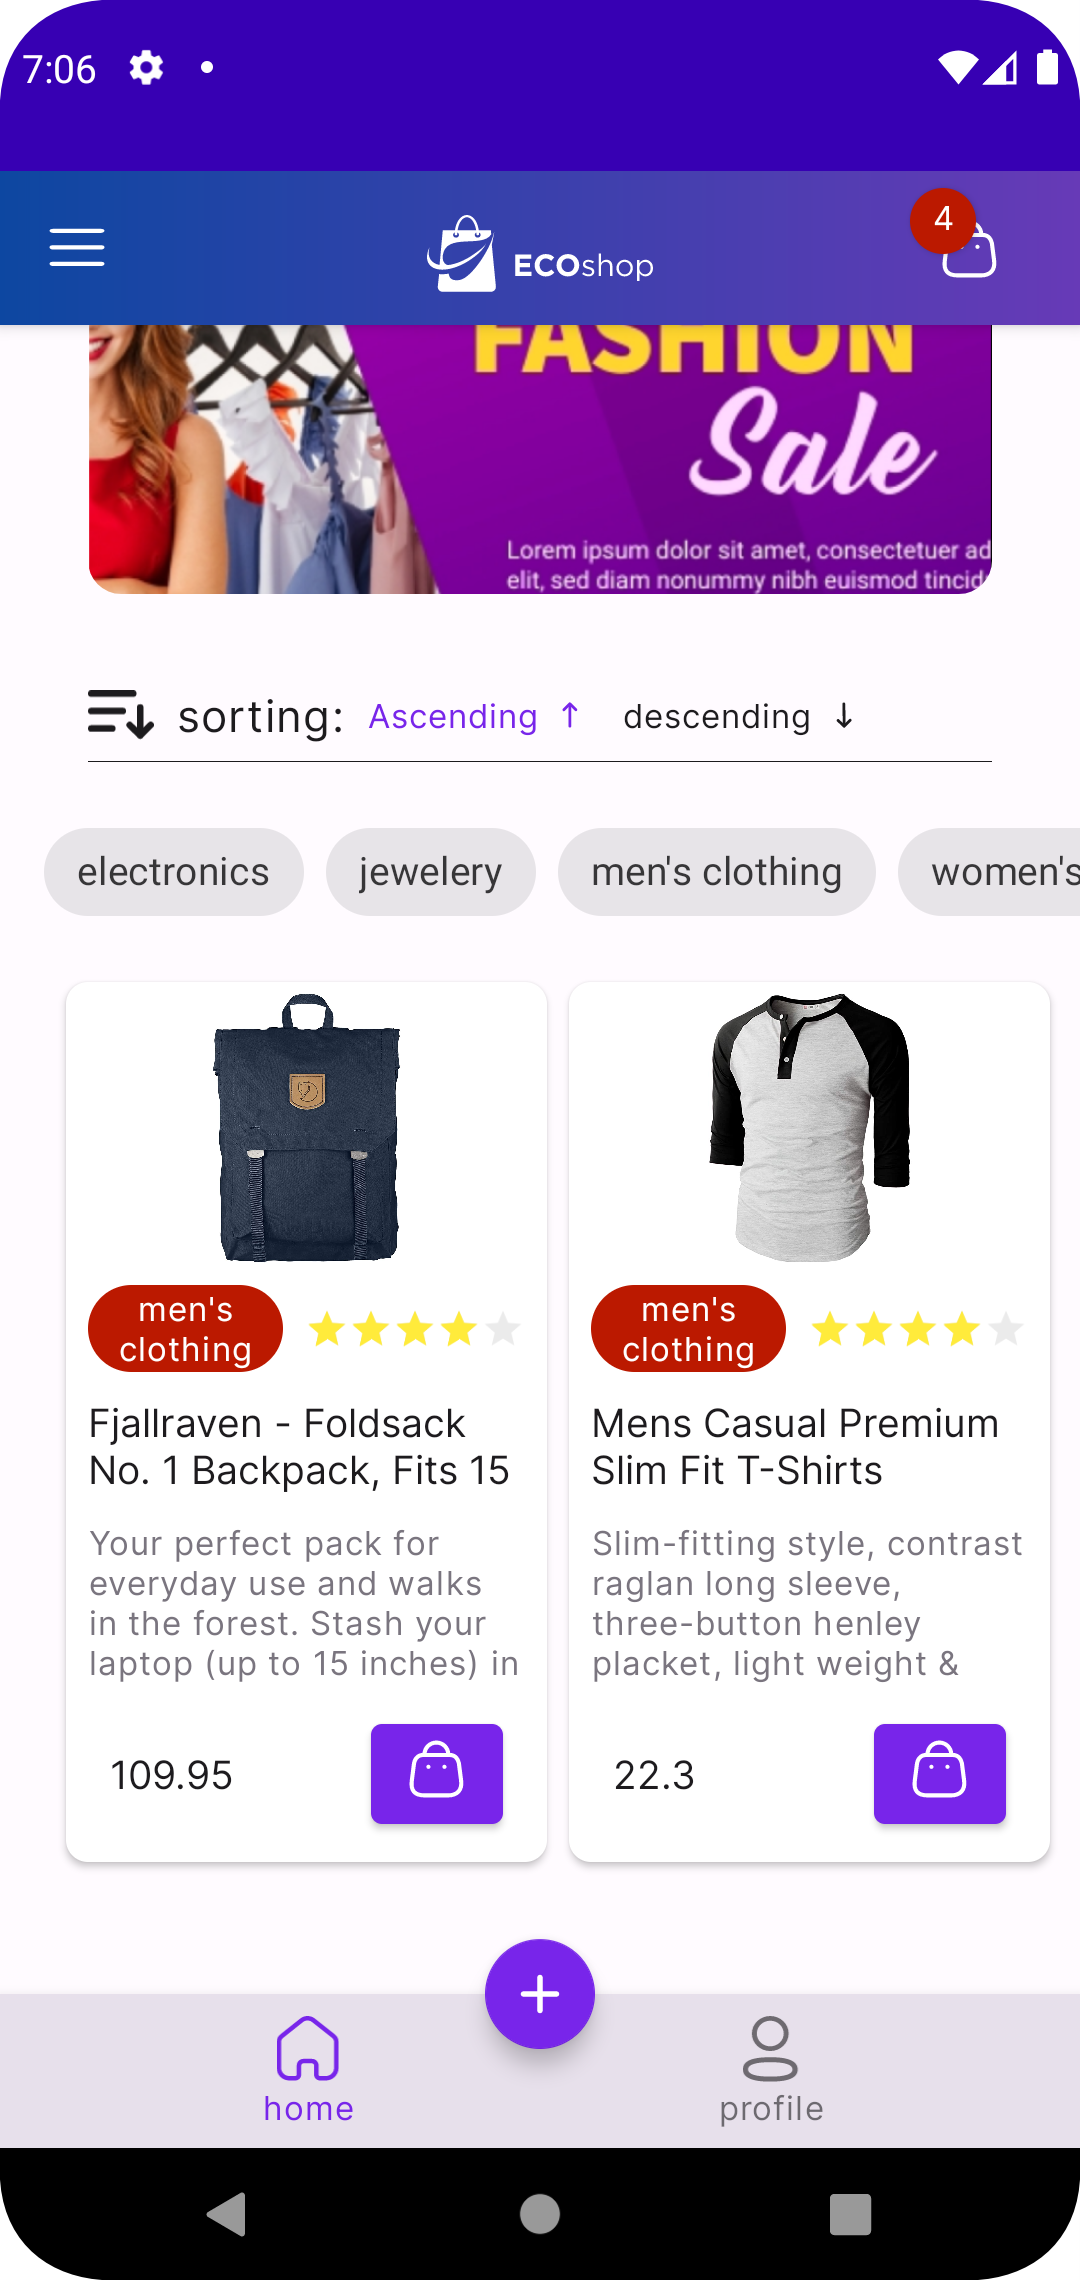 7:06
4
ECOshop
FASHION
Sale
Lorem ipsum dolor sit amet, consectetuer ad
elit, sed diam nonummy nibh euismod tincid
sorting: Ascending ↑ descending ↓
electronics jewelery men's clothing women's
men's
clothing
Fjallraven - Foldsack
No. 1 Backpack, Fits 15
Your perfect pack for
everyday use and walks
in the forest. Stash your
laptop (up to 15 inches) in
109.95
men's
clothing
Mens Casual Premium
Slim Fit T-Shirts
Slim-fitting style, contrast
raglan long sleeve,
three-button henley
placket, light weight &
22.3
home
profile